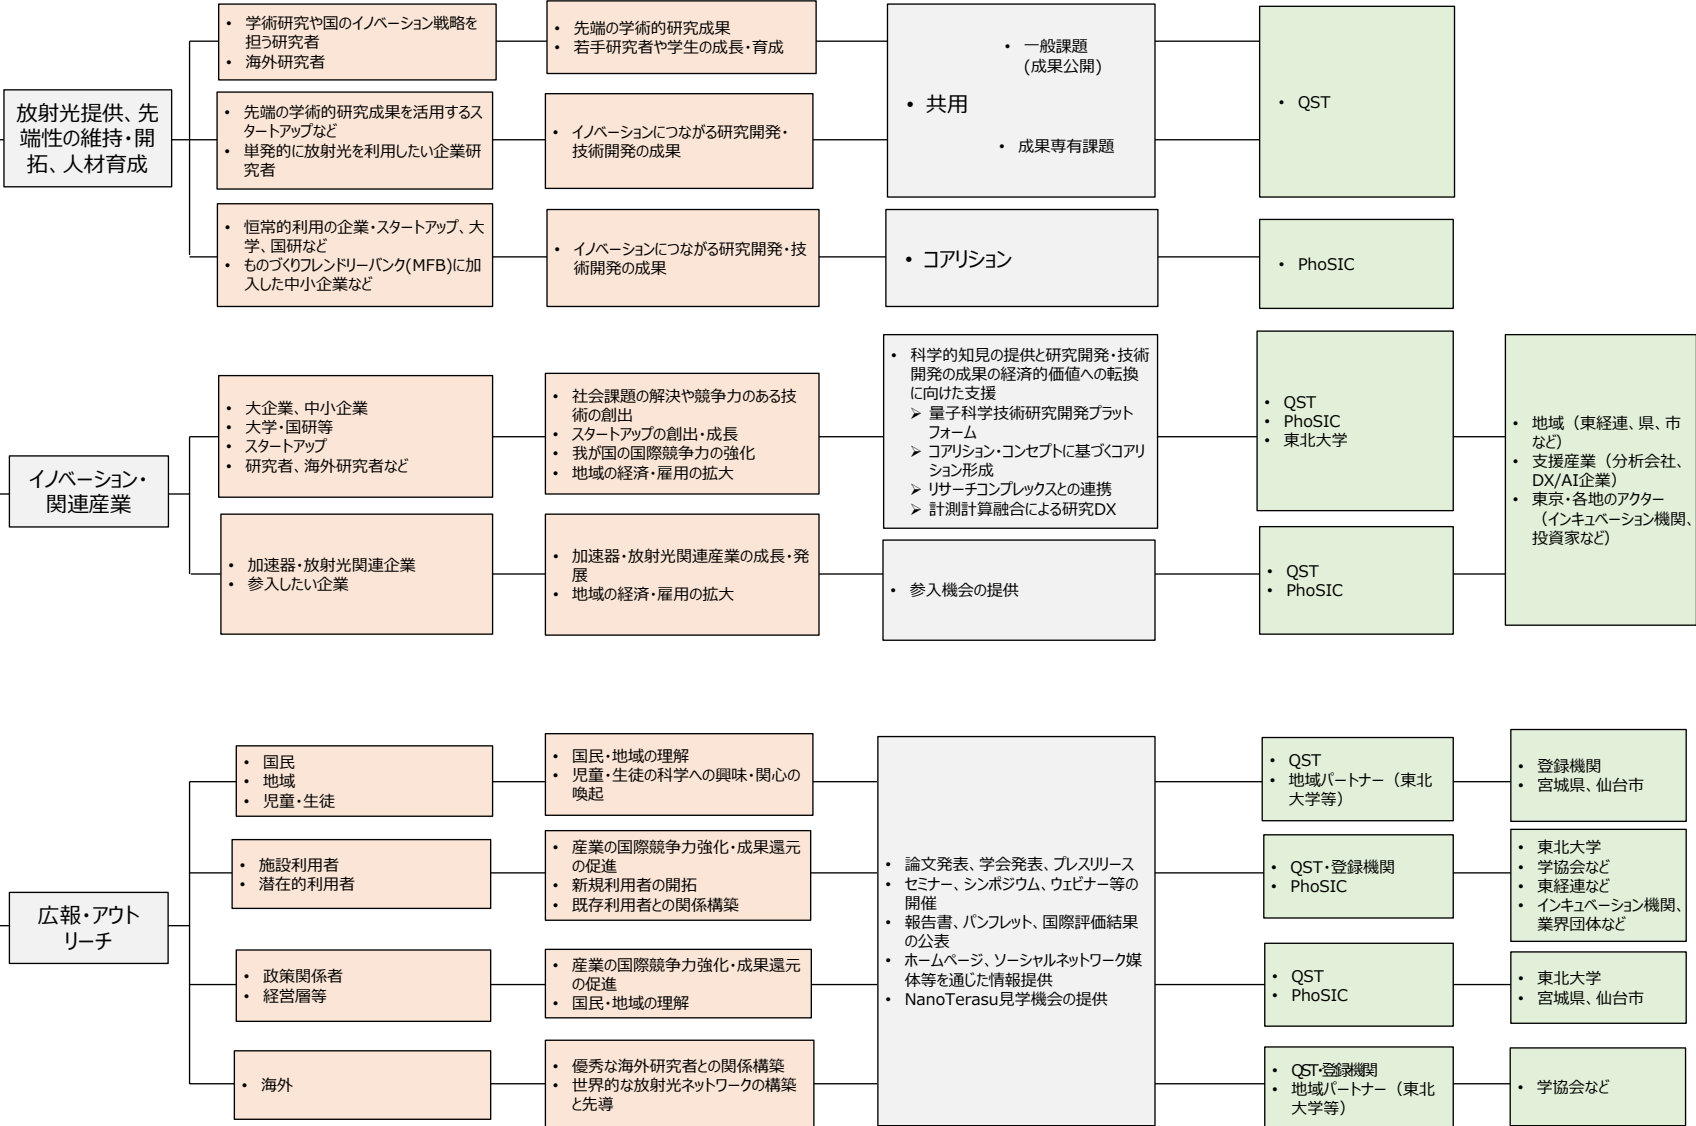 放射光提供、先
端性の維持・開
拓、人材育成
• 学術研究や国のイノベーション戦略を
担う研究者
• 海外研究者
• 先端の学術的研究成果
• 若手研究者や学生の成長・育成
• 先端の学術的研究成果を活用するス
タートアップなど
• 単発的に放射光を利用したい企業研
究者
• イノベーションにつながる研究開発・
技術開発の成果
• 共用
• 一般課題
(成果公開)
• 成果専有課題
• QST
• 恒常的利用の企業・スタートアップ、大
学、国研など
• ものづくりフレンドリーバンク(MFB)に加
入した中小企業など
• イノベーションにつながる研究開発・技
術開発の成果
• コアリション
• PhoSIC
イノベーション・
関連産業
• 大企業、中小企業
• 大学・国研等
• スタートアップ
• 研究者、海外研究者など
• 社会課題の解決や競争力のある技
術の創出
• スタートアップの創出・成長
• 我が国の国際競争力の強化
• 地域の経済・雇用の拡大
• 科学的知見の提供と研究開発・技術
開発の成果の経済的価値への転換
に向けた支援
➢ 量子科学技術研究開発プラット
フォーム
➢ コアリション・コンセプトに基づくコアリ
ション形成
➢ リサーチコンプレックスとの連携
➢ 計測計算融合による研究DX
• QST
• PhoSIC
• 東北大学
• 地域（東経連、県、市
など）
• 支援産業（分析会社、
DX/AI企業）
• 東京・各地のアクター
（インキュベーション機関、
投資家など）
• 加速器・放射光関連企業
• 参入したい企業
• 加速器・放射光関連産業の成長・発
展
• 地域の経済・雇用の拡大
• 参入機会の提供
• QST
• PhoSIC
広報・アウト
リーチ
• 国民
• 地域
• 児童・生徒
• 国民・地域の理解
• 児童・生徒の科学への興味・関心の
喚起
• QST
• 地域パートナー（東北
大学等）
• 登録機関
• 宮城県、仙台市
• 施設利用者
• 潜在的利用者
• 産業の国際競争力強化・成果還元
の促進
• 新規利用者の開拓
• 既存利用者との関係構築
• 論文発表、学会発表、プレスリリース
• セミナー、シンポジウム、ウェビナー等の
開催
• 報告書、パンフレット、国際評価結果
の公表
• ホームページ、ソーシャルネットワーク媒
体等を通じた情報提供
• NanoTerasu見学機会の提供
• QST・登録機関
• PhoSIC
• 東北大学
• 学協会など
• 東経連など
• インキュベーション機関、
業界団体など
• 政策関係者
• 経営層等
• 産業の国際競争力強化・成果還元
の促進
• 国民・地域の理解
• QST
• PhoSIC
• 東北大学
• 宮城県、仙台市
• 海外
• 優秀な海外研究者との関係構築
• 世界的な放射光ネットワークの構築
と先導
• QST・登録機関
• 地域パートナー（東北
大学等）
• 学協会など